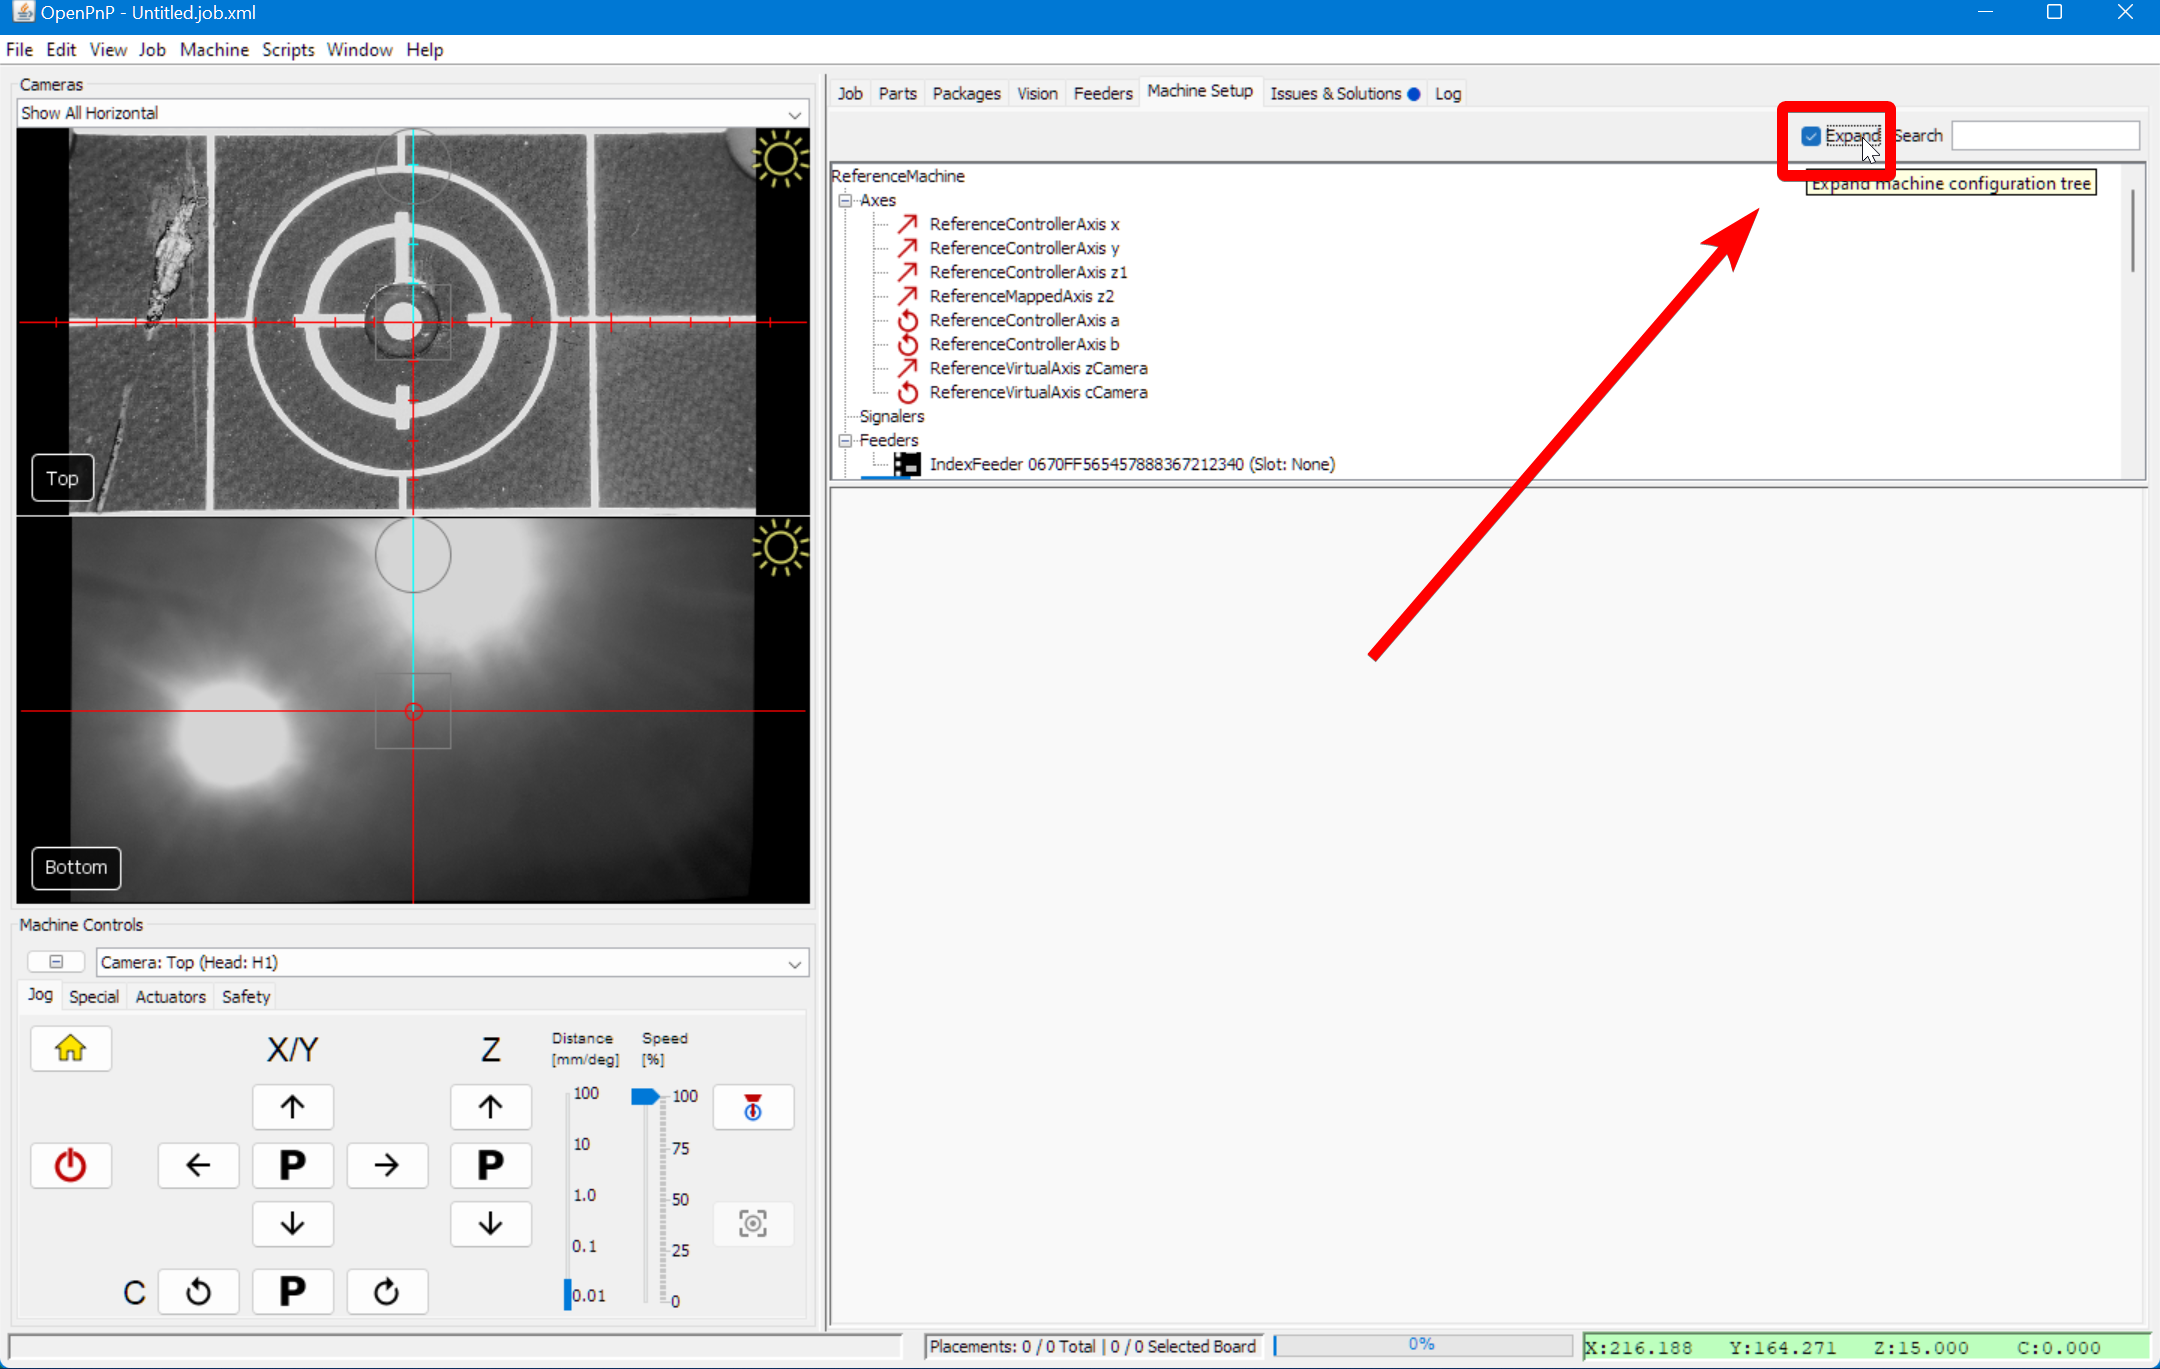 OpenPnP - Untitled.job.xml
File Edit View Job Machine Scripts Window Help
Cameras
Show All Horizontal
Top
Bottom
Machine Controls
Camera: Top (Head: H1)
Jog Special Actuators Safety
X/Y Z
Distance [mm/deg]
Speed [%]
100
10
1.0
0.1
0.01
100
75
50
25
0
P P
C P
Job Parts Packages Vision Feeders Machine Setup Issues & Solutions Log
Expand Search
Expand machine configuration tree
ReferenceMachine
Axes
ReferenceControllerAxis x
ReferenceControllerAxis y
ReferenceControllerAxis z1
ReferenceMappedAxis z2
ReferenceControllerAxis a
ReferenceControllerAxis b
ReferenceVirtualAxis zCamera
ReferenceVirtualAxis cCamera
Signalers
Feeders
IndexFeeder 0670FF565457888367212340 (Slot: None)
Placements: 0 / 0 Total | 0 / 0 Selected Board
0%
X:216.188 Y:164.271 Z:15.000 C:0.000